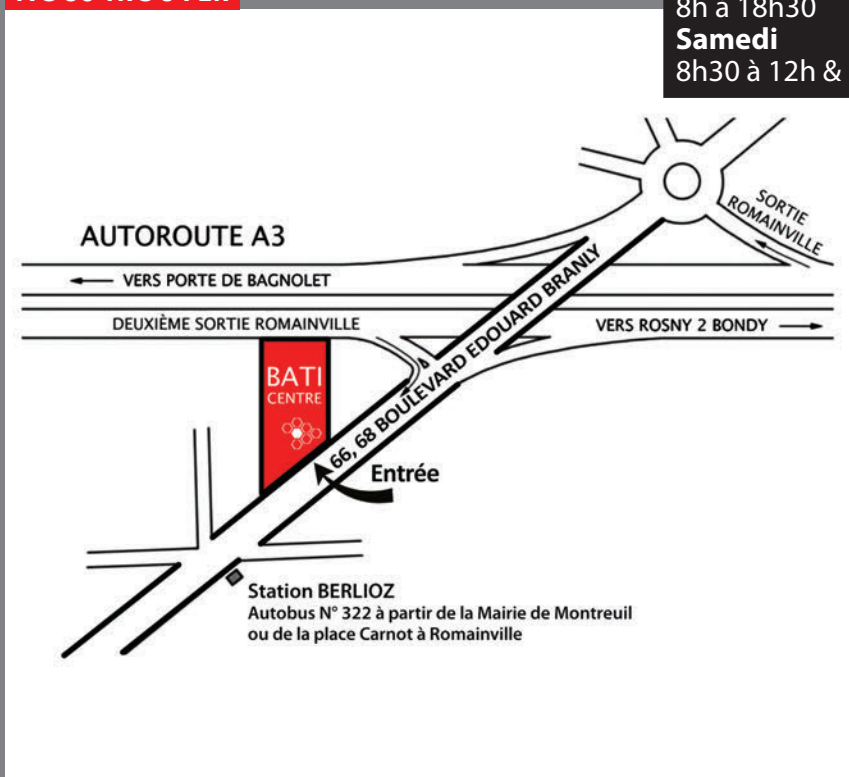 NOUS TROUVER
8h à 18h30
Samedi
8h30 à 12h &
SORTIE
ROMAINVILLE
AUTOROUTE A3
VERS PORTE DE BAGNOLET
DEUXIÈME SORTIE ROMAINVILLE
VERS ROSNY 2 BONDY
66, 68 BOULEVARD EDOUARD BRANLY
BATI
CENTRE
Entrée
Station BERLIOZ
Autobus N° 322 à partir de la Mairie de Montreuil
ou de la place Carnot à Romainville